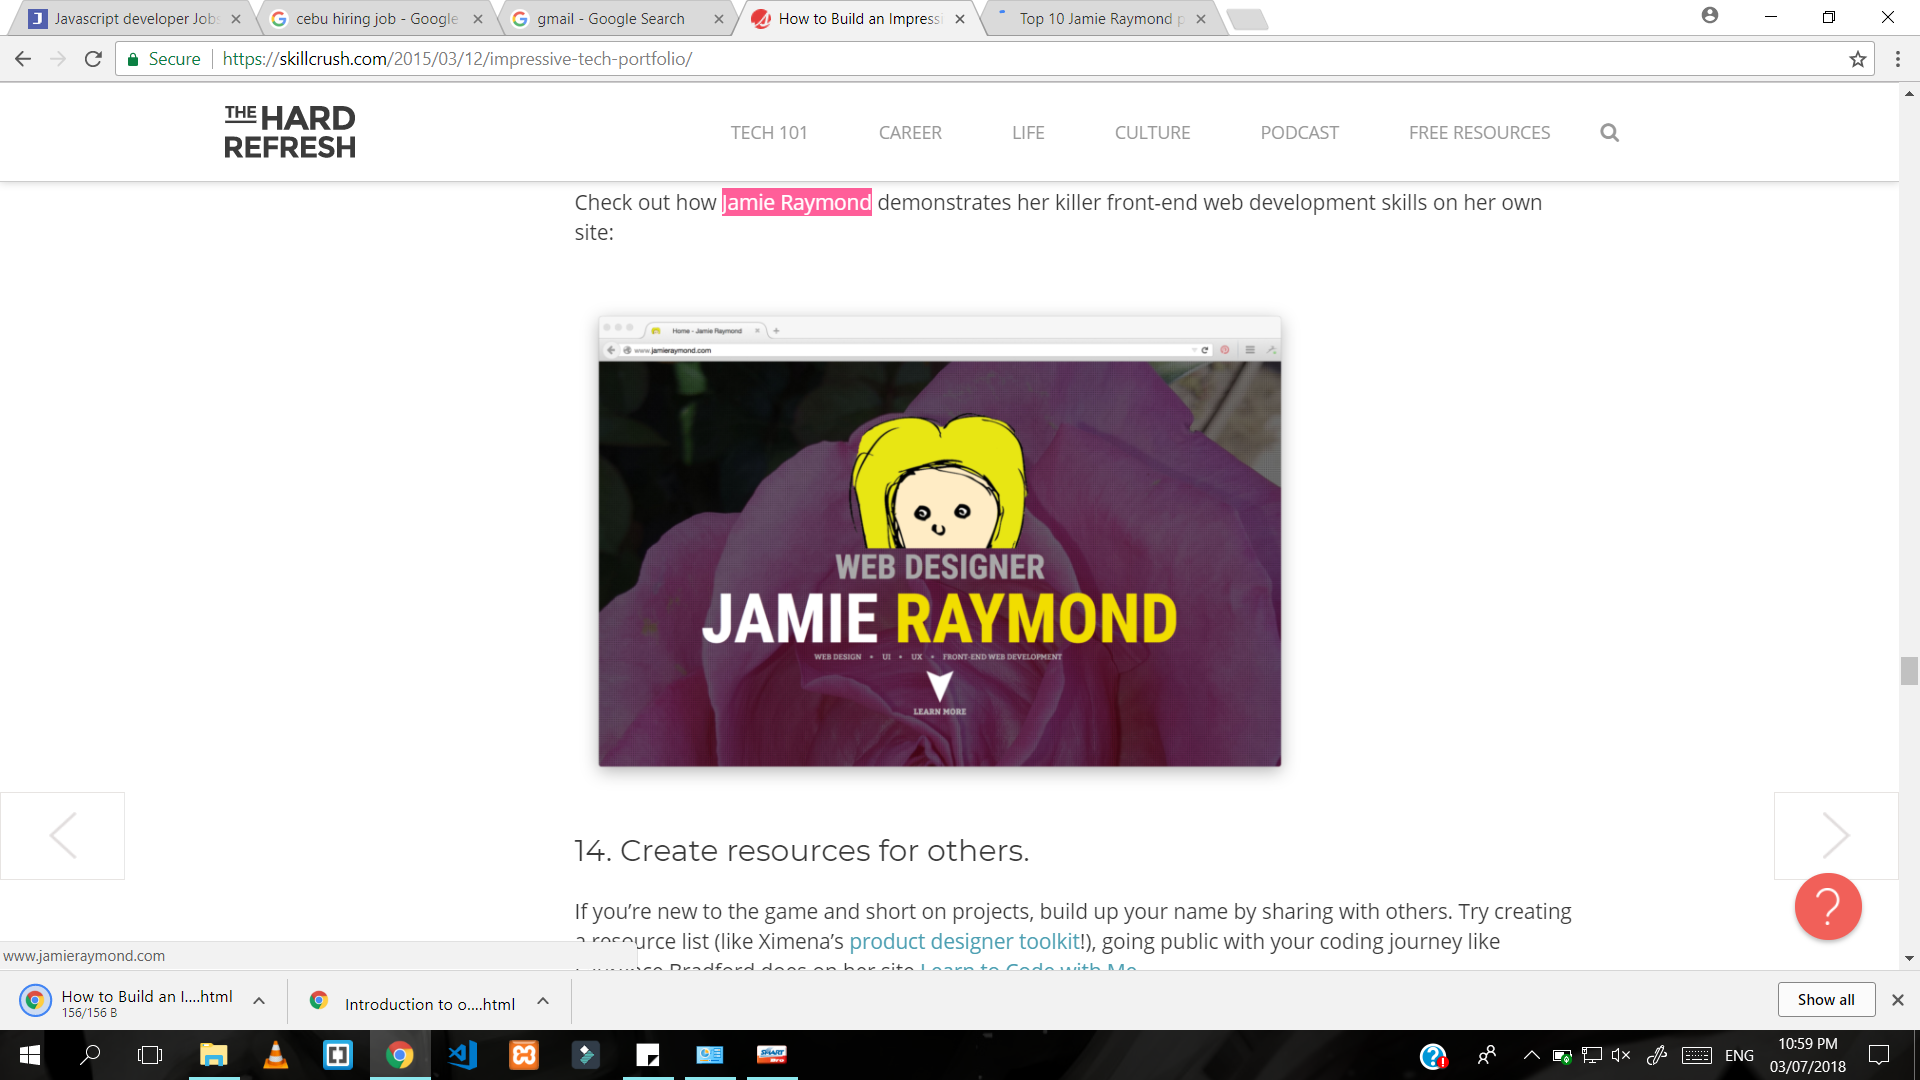 Javascript developer Jobs
cebu hiring job - Google
gmail - Google Search
How to Build an Impressi
Top 10 Jamie Raymond p
Secure
https://skillcrush.com/2015/03/12/impressive-tech-portfolio/
THE HARD
REFRESH
TECH 101
CAREER
LIFE
CULTURE
PODCAST
FREE RESOURCES
Check out how Jamie Raymond demonstrates her killer front-end web development skills on her own
site:
Home - Jamie Raymond
www.jamieraymond.com
WEB DESIGNER
JAMIE RAYMOND
WEB DESIGN • UI • UX • FRONT-END WEB DEVELOPMENT
LEARN MORE
14. Create resources for others.
If you’re new to the game and short on projects, build up your name by sharing with others. Try creating
a resource list (like Ximena’s product designer toolkit!), going public with your coding journey like
Bradford does on her site Learn to Code with Me
www.jamieraymond.com
?
How to Build an I....html
156/156 B
Introduction to o....html
Show all
ENG
10:59 PM
03/07/2018